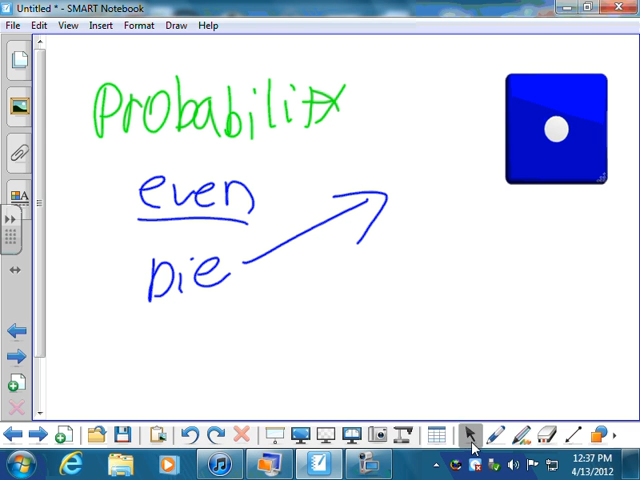 Untitled * - SMART Notebook
File Edit View Insert Format Draw Help
Probability
even
Die
12:37 PM
4/13/2012